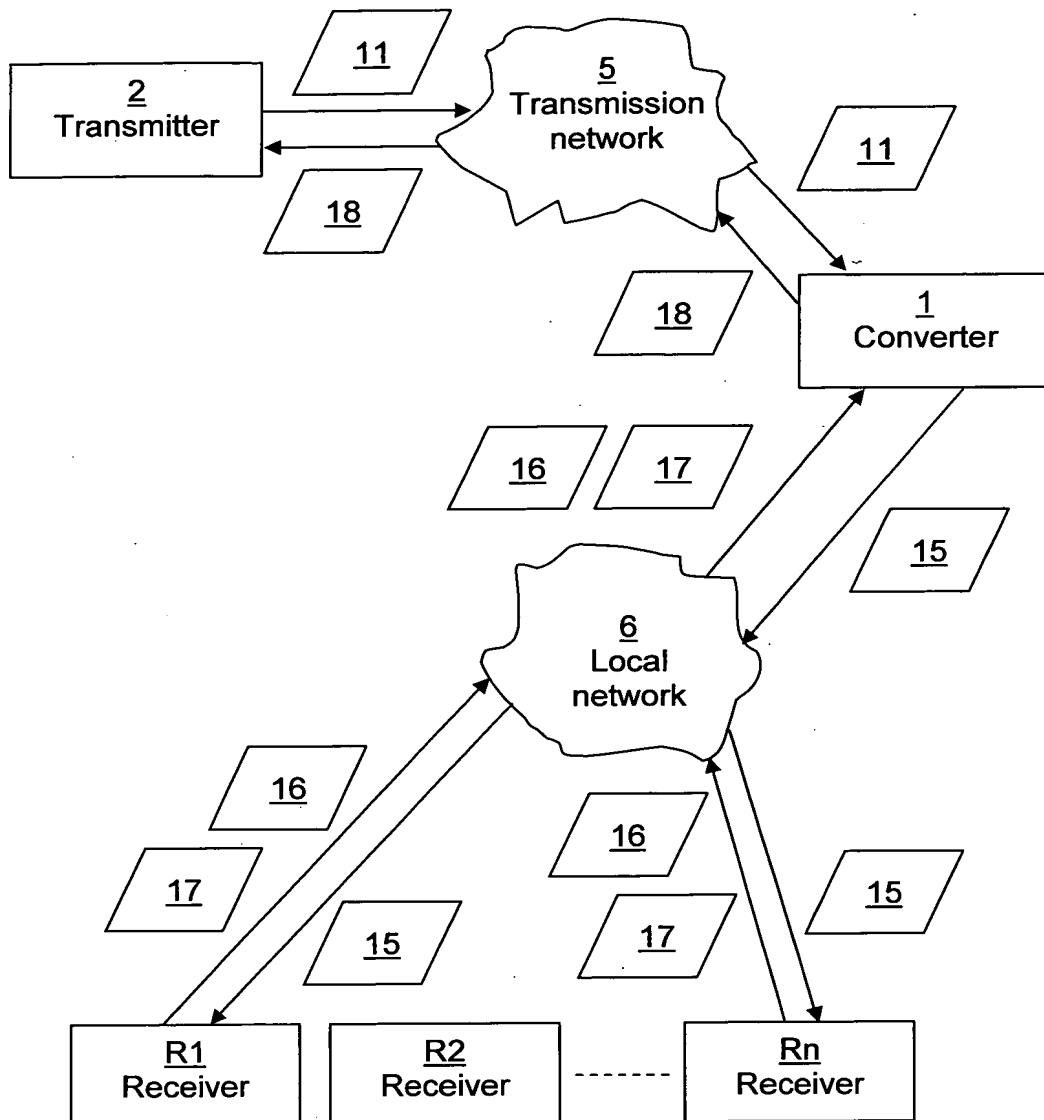 11
2
Transmitter
5
Transmission
network
11
18
18
1
Converter
16
17
15
6
Local
network
16
16
17
15
17
15
R1
Receiver
R2
Receiver
Rn
Receiver